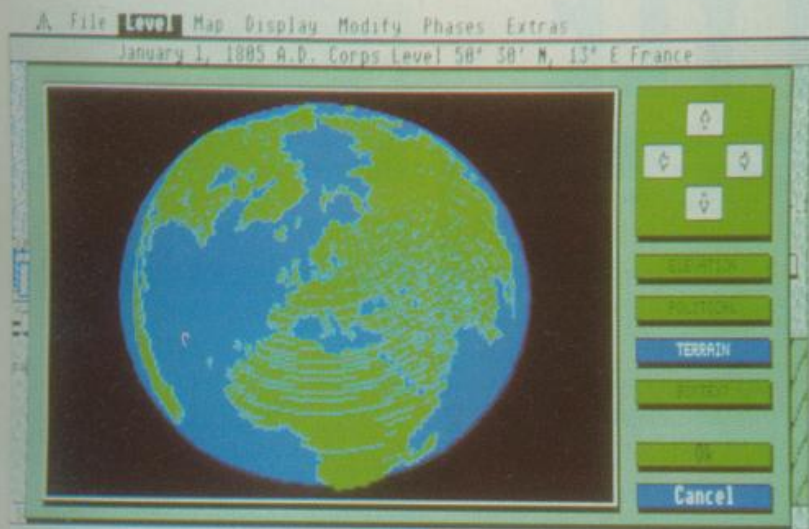 File Level Map Display Modify Phases Extras
January 1, 1805 A.D. Corps Level 50° 30' N, 13° E France
ELEVATION
POLITICAL
TERRAIN
Ok
Cancel